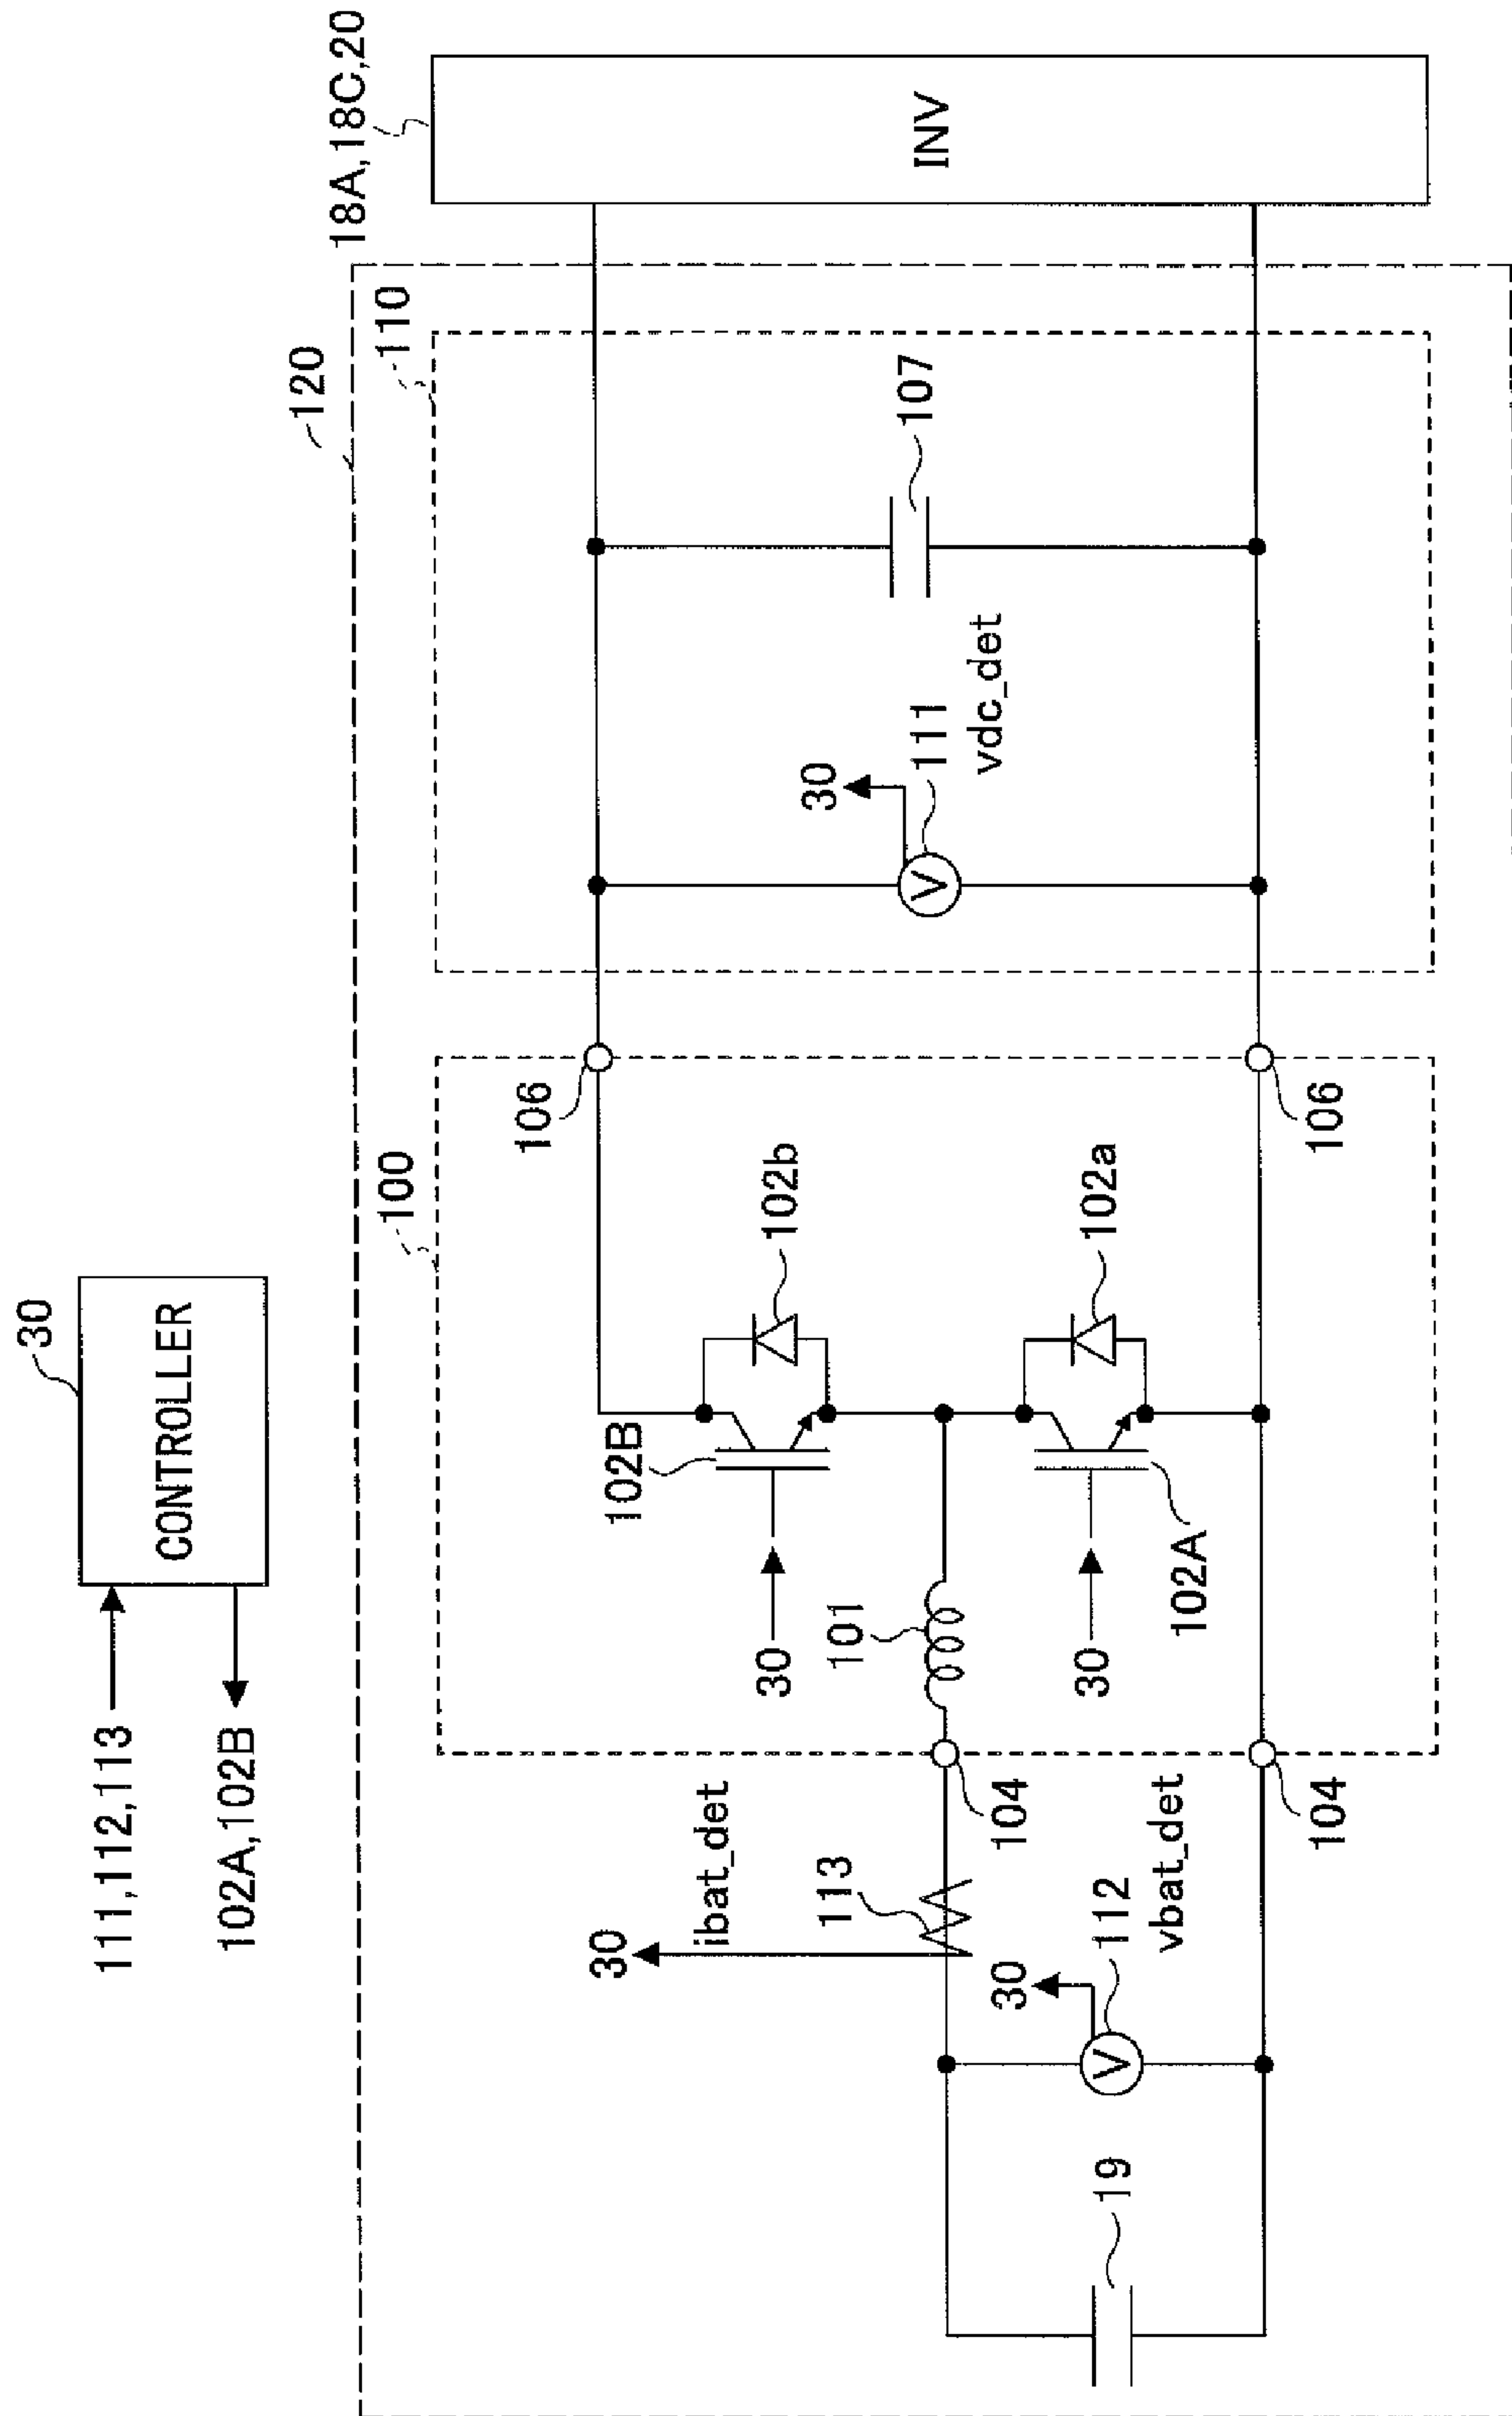 30
CONTROLLER
111,112,113
102A,102B
18A,18C,20
INV
120
110
100
106
102b
102B
30
101
102a
102A
30
106
104
104
107
30
111
vdc_det
ibat_det
30
113
30
112
vbat_det
19
V
V